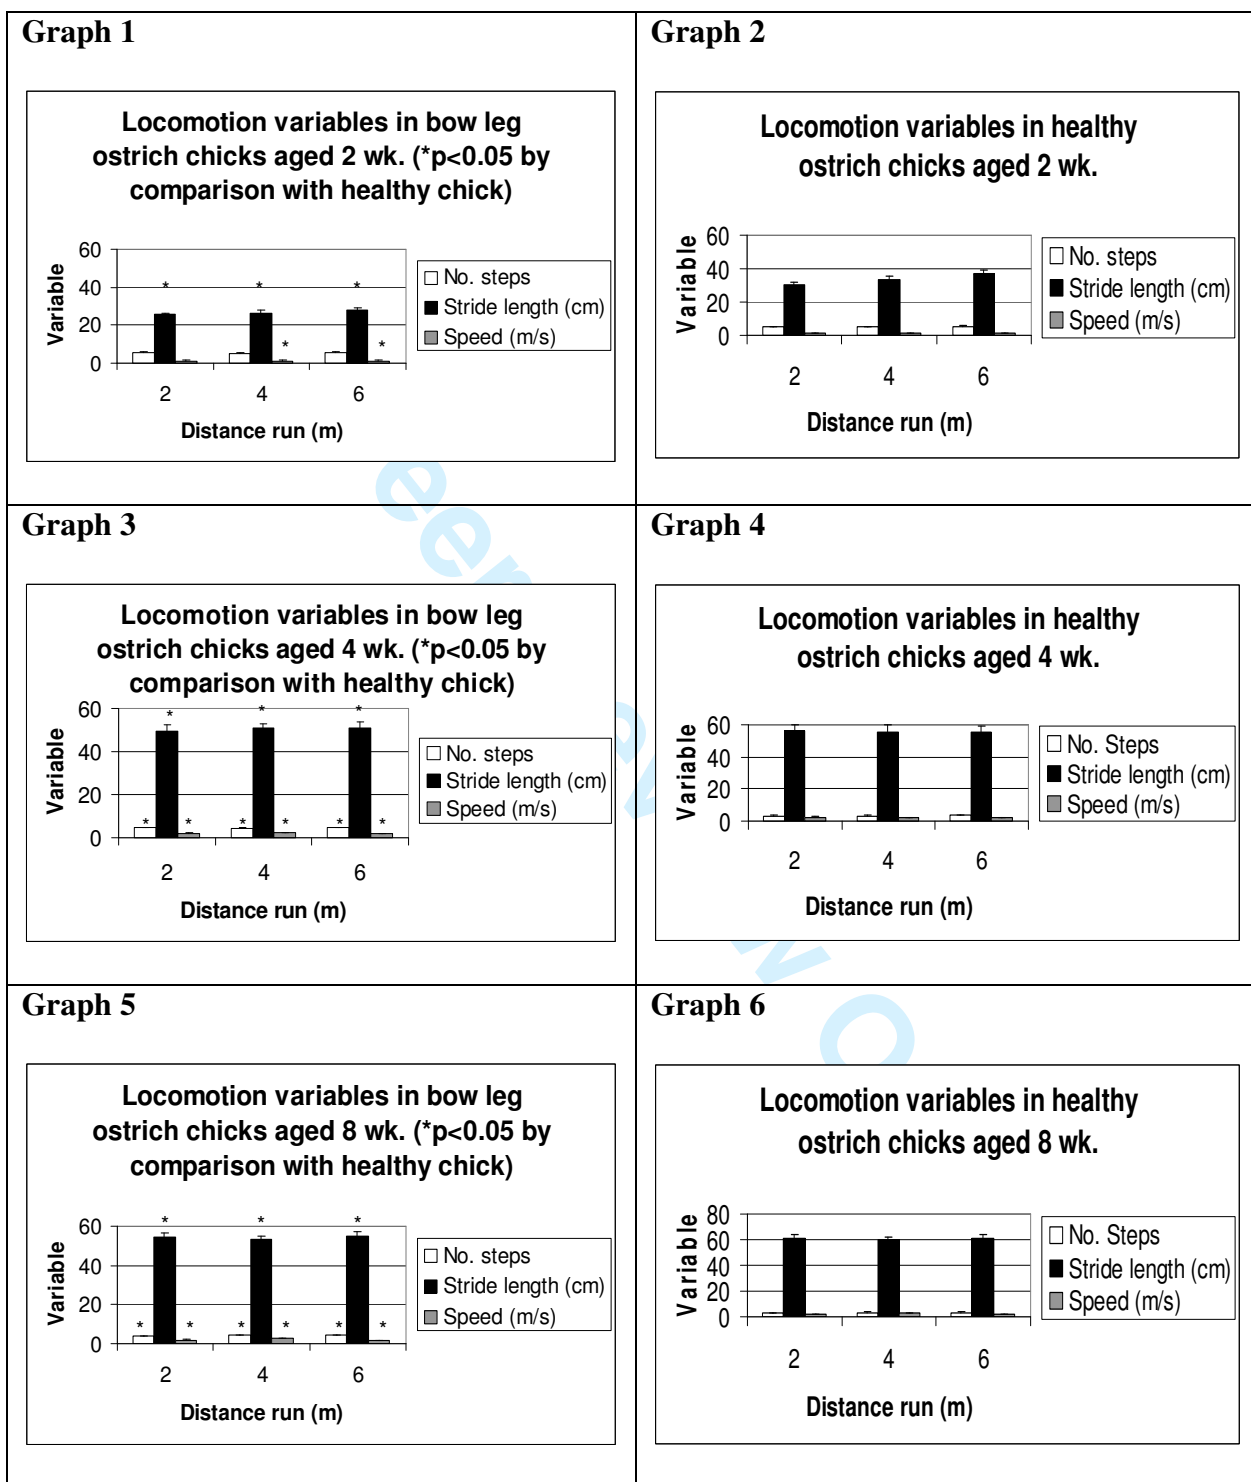 Graph 1
Locomotion variables in bow leg
ostrich chicks aged 2 wk. (*p<0.05 by
comparison with healthy chick)
60
40
20
0
Variable
* * *
* *
2 4 6
Distance run (m)
No. steps
Stride length (cm)
Speed (m/s)
Graph 2
Locomotion variables in healthy
ostrich chicks aged 2 wk.
60
40
20
0
Variable
2 4 6
Distance run (m)
No. steps
Stride length (cm)
Speed (m/s)
Graph 3
Locomotion variables in bow leg
ostrich chicks aged 4 wk. (*p<0.05 by
comparison with healthy chick)
60
40
20
0
Variable
* * *
* * * * * *
2 4 6
Distance run (m)
No. steps
Stride length (cm)
Speed (m/s)
Graph 4
Locomotion variables in healthy
ostrich chicks aged 4 wk.
60
40
20
0
Variable
2 4 6
Distance run (m)
No. Steps
Stride length (cm)
Speed (m/s)
Graph 5
Locomotion variables in bow leg
ostrich chicks aged 8 wk. (*p<0.05 by
comparison with healthy chick)
60
40
20
0
Variable
* * *
* * * * * *
2 4 6
Distance run (m)
No. steps
Stride length (cm)
Speed (m/s)
Graph 6
Locomotion variables in healthy
ostrich chicks aged 8 wk.
80
60
40
20
0
Variable
2 4 6
Distance run (m)
No. Steps
Stride length (cm)
Speed (m/s)